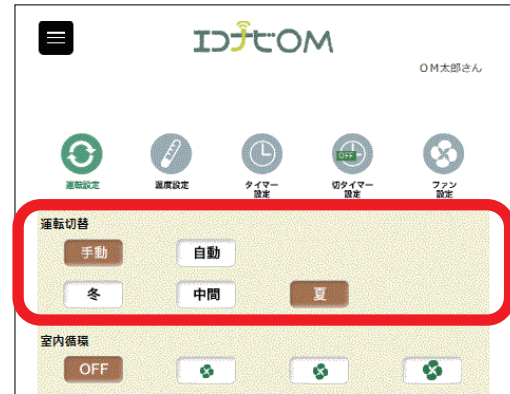 エコナビOM
OM太郎さん
運転設定 温度設定 タイマー設定 切タイマー設定 ファン設定
OFF
運転切替
手動 自動
冬 中間 夏
室内循環
OFF